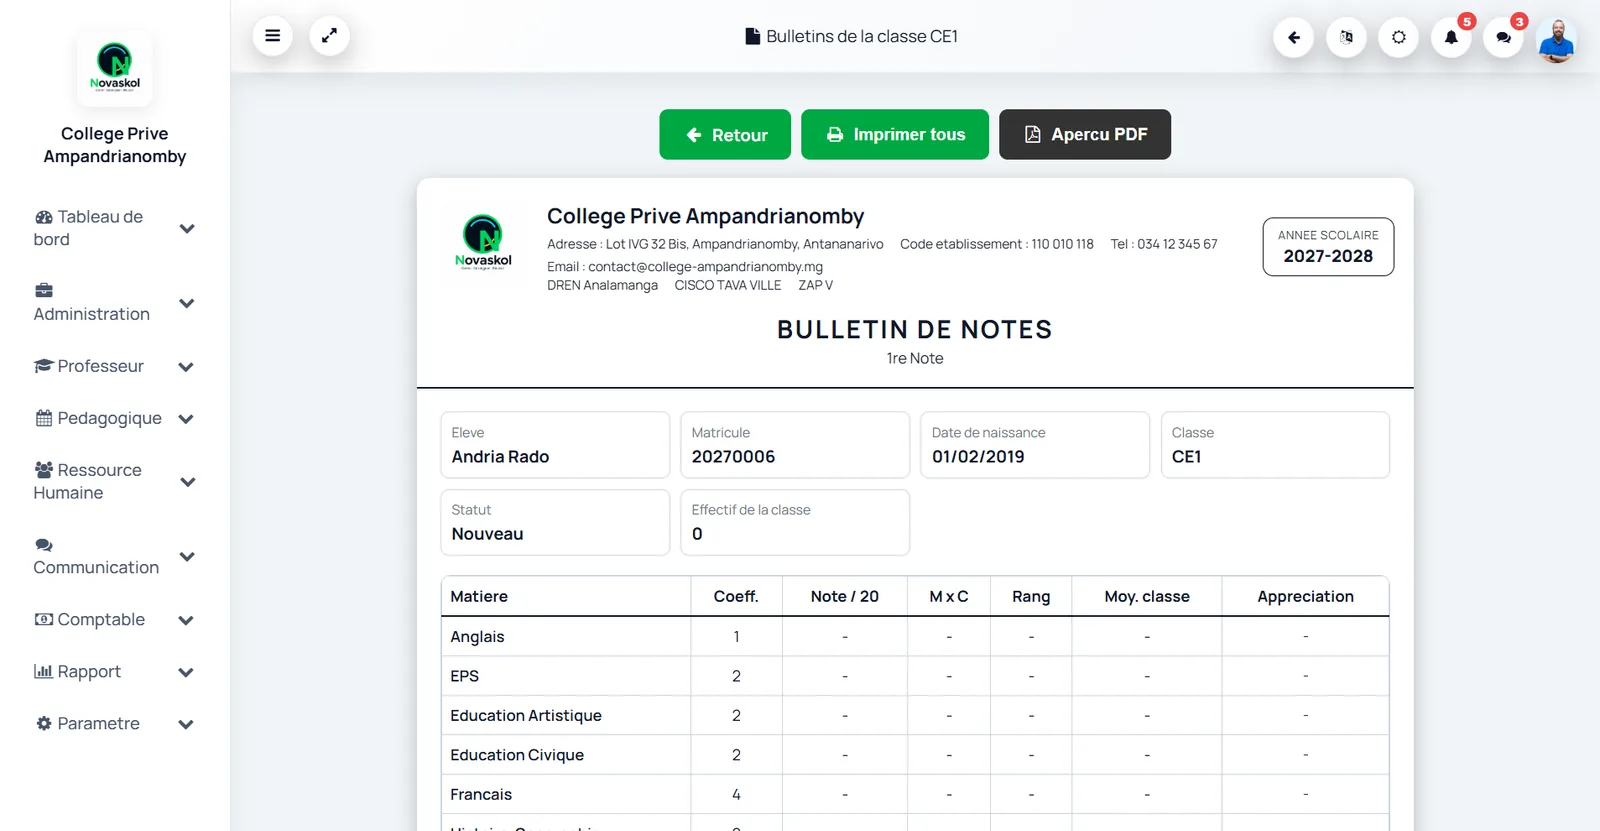 Novaskol
College Prive
Ampandrianomby
Tableau de
bord
Administration
Professeur
Pedagogique
Ressource
Humaine
Communication
Comptable
Rapport
Parametre
Bulletins de la classe CE1
5
3
Retour
Imprimer tous
Apercu PDF
Novaskol
College Prive Ampandrianomby
Adresse : Lot IVG 32 Bis, Ampandrianomby, Antananarivo Code etablissement : 110 010 118 Tel : 034 12 345 67
Email : contact@college-ampandrianomby.mg
DREN Analamanga CISCO TAVA VILLE ZAP V
ANNEE SCOLAIRE
2027-2028
BULLETIN DE NOTES
1re Note
Eleve
Andria Rado
Matricule
20270006
Date de naissance
01/02/2019
Classe
CE1
Statut
Nouveau
Effectif de la classe
0
Matiere Coeff. Note / 20 M x C Rang Moy. classe Appreciation
Anglais 1 - - - - -
EPS 2 - - - - -
Education Artistique 2 - - - - -
Education Civique 2 - - - - -
Francais 4 - - - - -